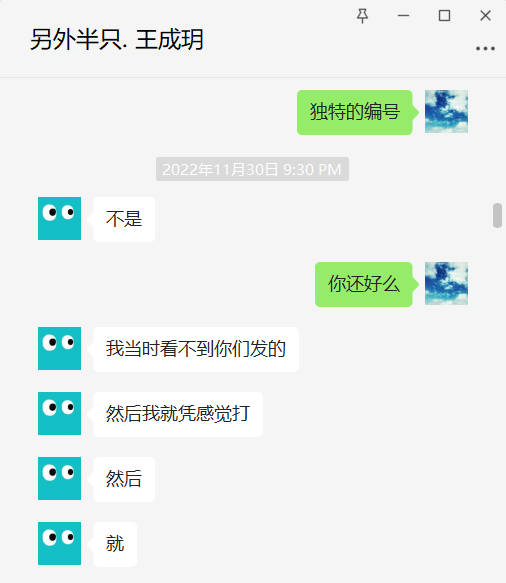 另外半只. 王成玥
独特的编号
2022年11月30日 9:30 PM
不是
你还好么
我当时看不到你们发的
然后我就凭感觉打
然后
就